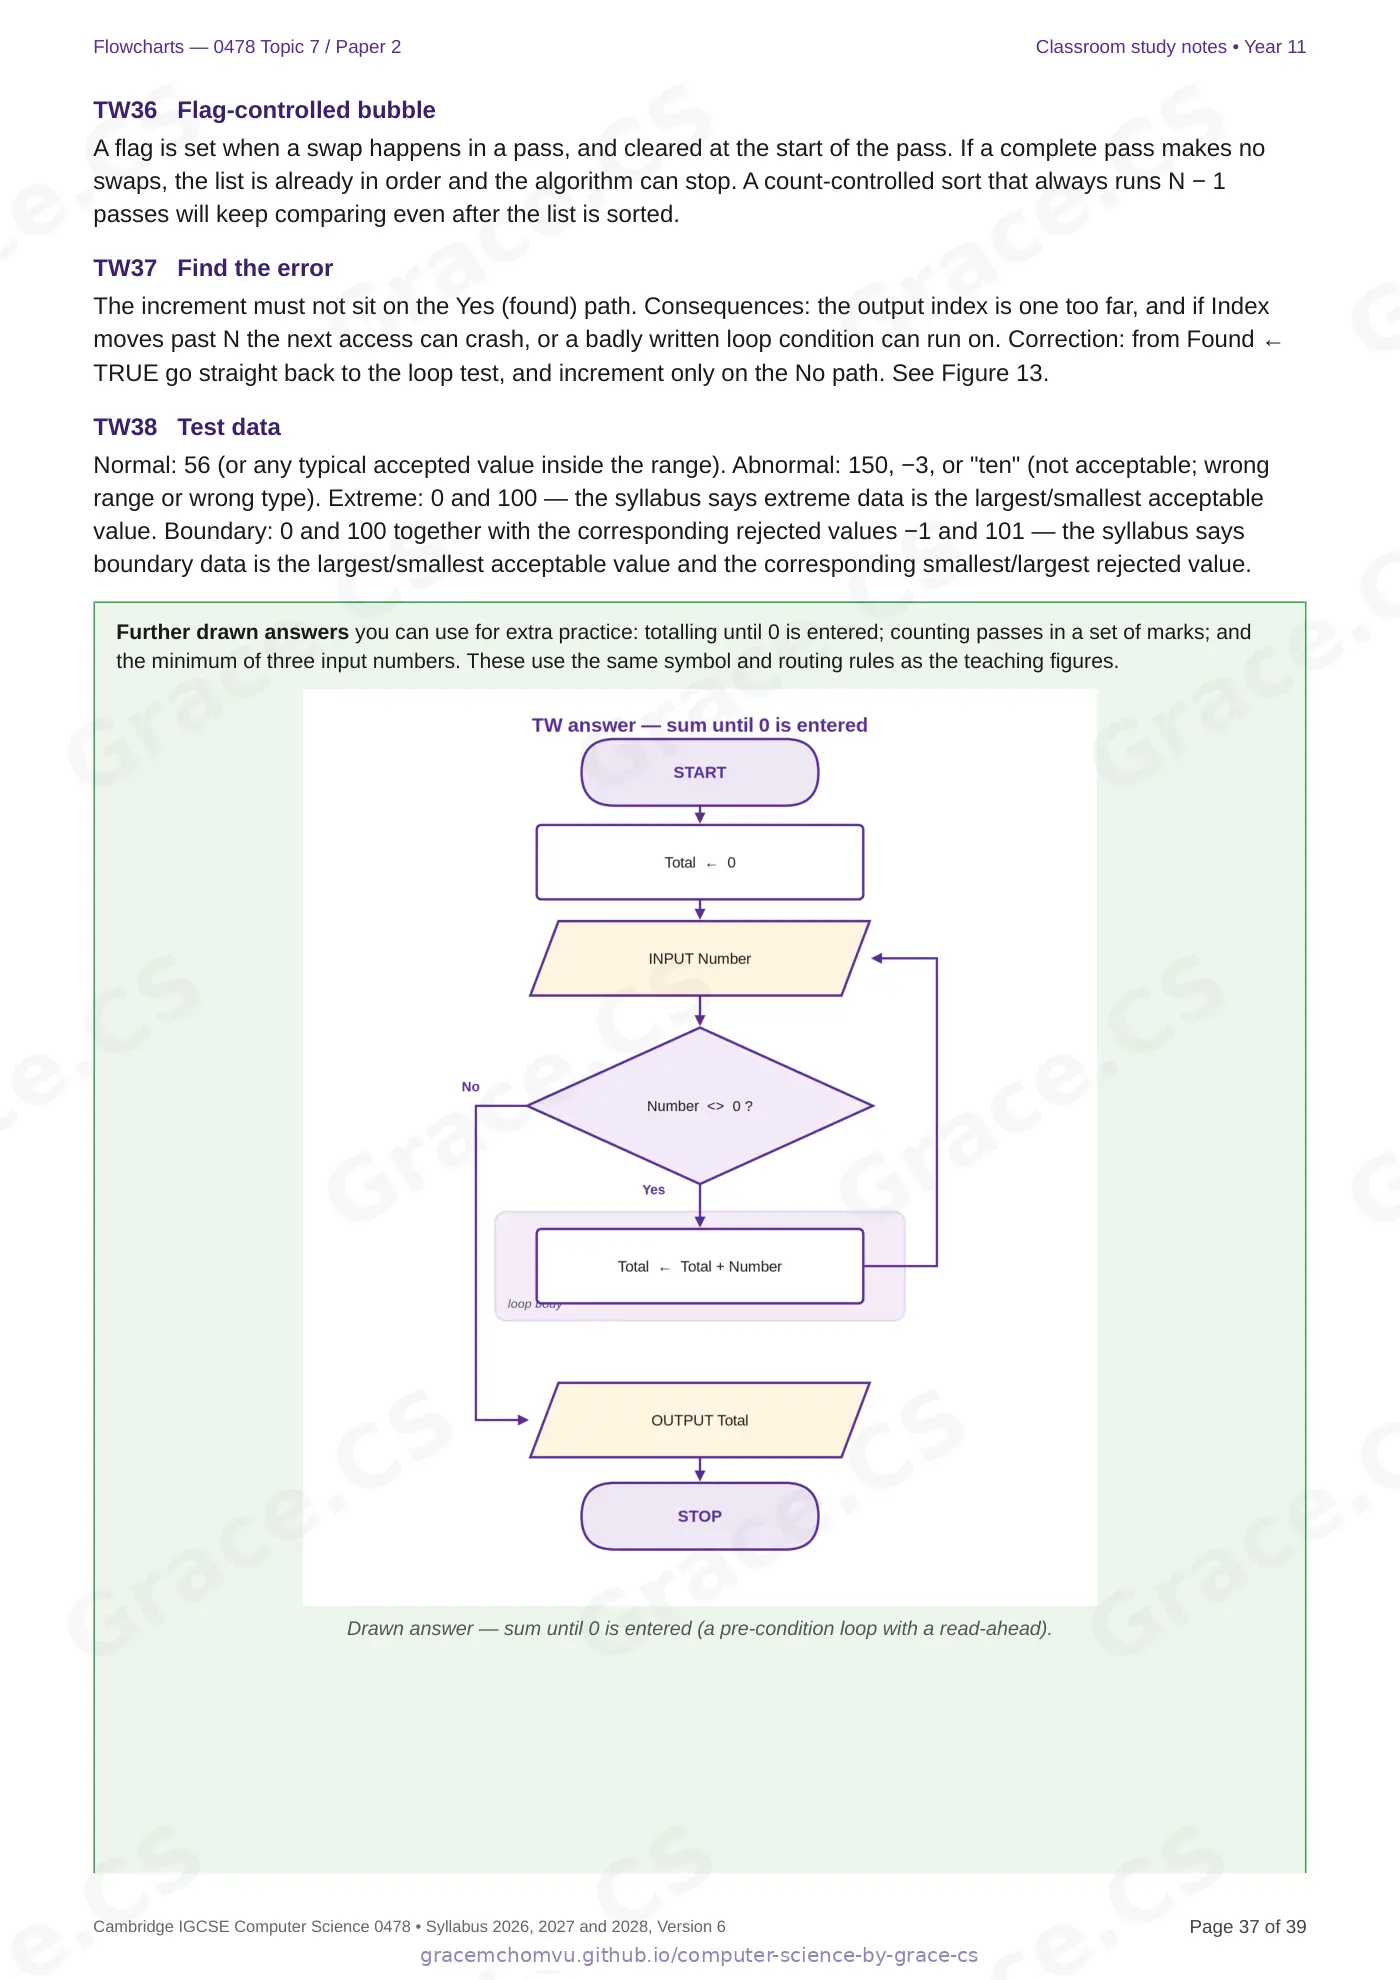 Flowcharts — 0478 Topic 7 / Paper 2
Classroom study notes • Year 11
TW36 Flag-controlled bubble
A flag is set when a swap happens in a pass, and cleared at the start of the pass. If a complete pass makes no
swaps, the list is already in order and the algorithm can stop. A count-controlled sort that always runs N − 1
passes will keep comparing even after the list is sorted.
TW37 Find the error
The increment must not sit on the Yes (found) path. Consequences: the output index is one too far, and if Index
moves past N the next access can crash, or a badly written loop condition can run on. Correction: from Found ←
TRUE go straight back to the loop test, and increment only on the No path. See Figure 13.
TW38 Test data
Normal: 56 (or any typical accepted value inside the range). Abnormal: 150, −3, or "ten" (not acceptable; wrong
range or wrong type). Extreme: 0 and 100 — the syllabus says extreme data is the largest/smallest acceptable
value. Boundary: 0 and 100 together with the corresponding rejected values −1 and 101 — the syllabus says
boundary data is the largest/smallest acceptable value and the corresponding smallest/largest rejected value.
Further drawn answers you can use for extra practice: totalling until 0 is entered; counting passes in a set of marks; and
the minimum of three input numbers. These use the same symbol and routing rules as the teaching figures.
TW answer — sum until 0 is entered
START
Total ← 0
INPUT Number
No
Number <> 0 ?
Yes
Total ← Total + Number
loop body
OUTPUT Total
STOP
Drawn answer — sum until 0 is entered (a pre-condition loop with a read-ahead).
Cambridge IGCSE Computer Science 0478 • Syllabus 2026, 2027 and 2028, Version 6
Page 37 of 39
gracemchomvu.github.io/computer-science-by-grace-cs
Grace.CS